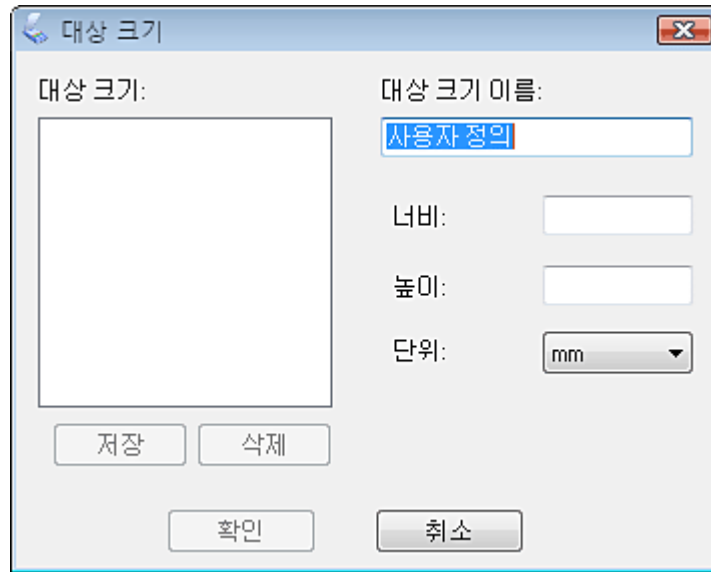 대상 크기
대상 크기:
대상 크기 이름:
사용자 정의
너비:
높이:
단위:
mm
저장
삭제
확인
취소